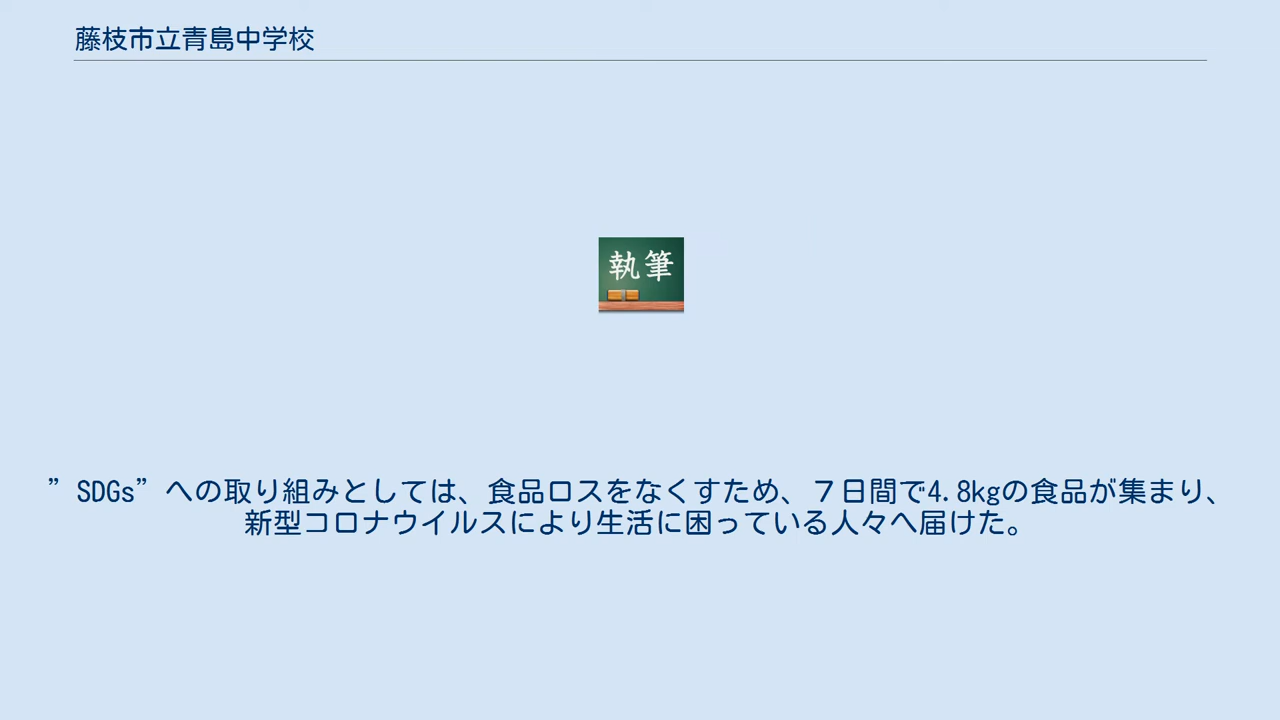 藤枝市立青島中学校
執筆
”SDGs”への取り組みとしては、食品ロスをなくすため、７日間で4.8kgの食品が集まり、
新型コロナウイルスにより生活に困っている人々へ届けた。